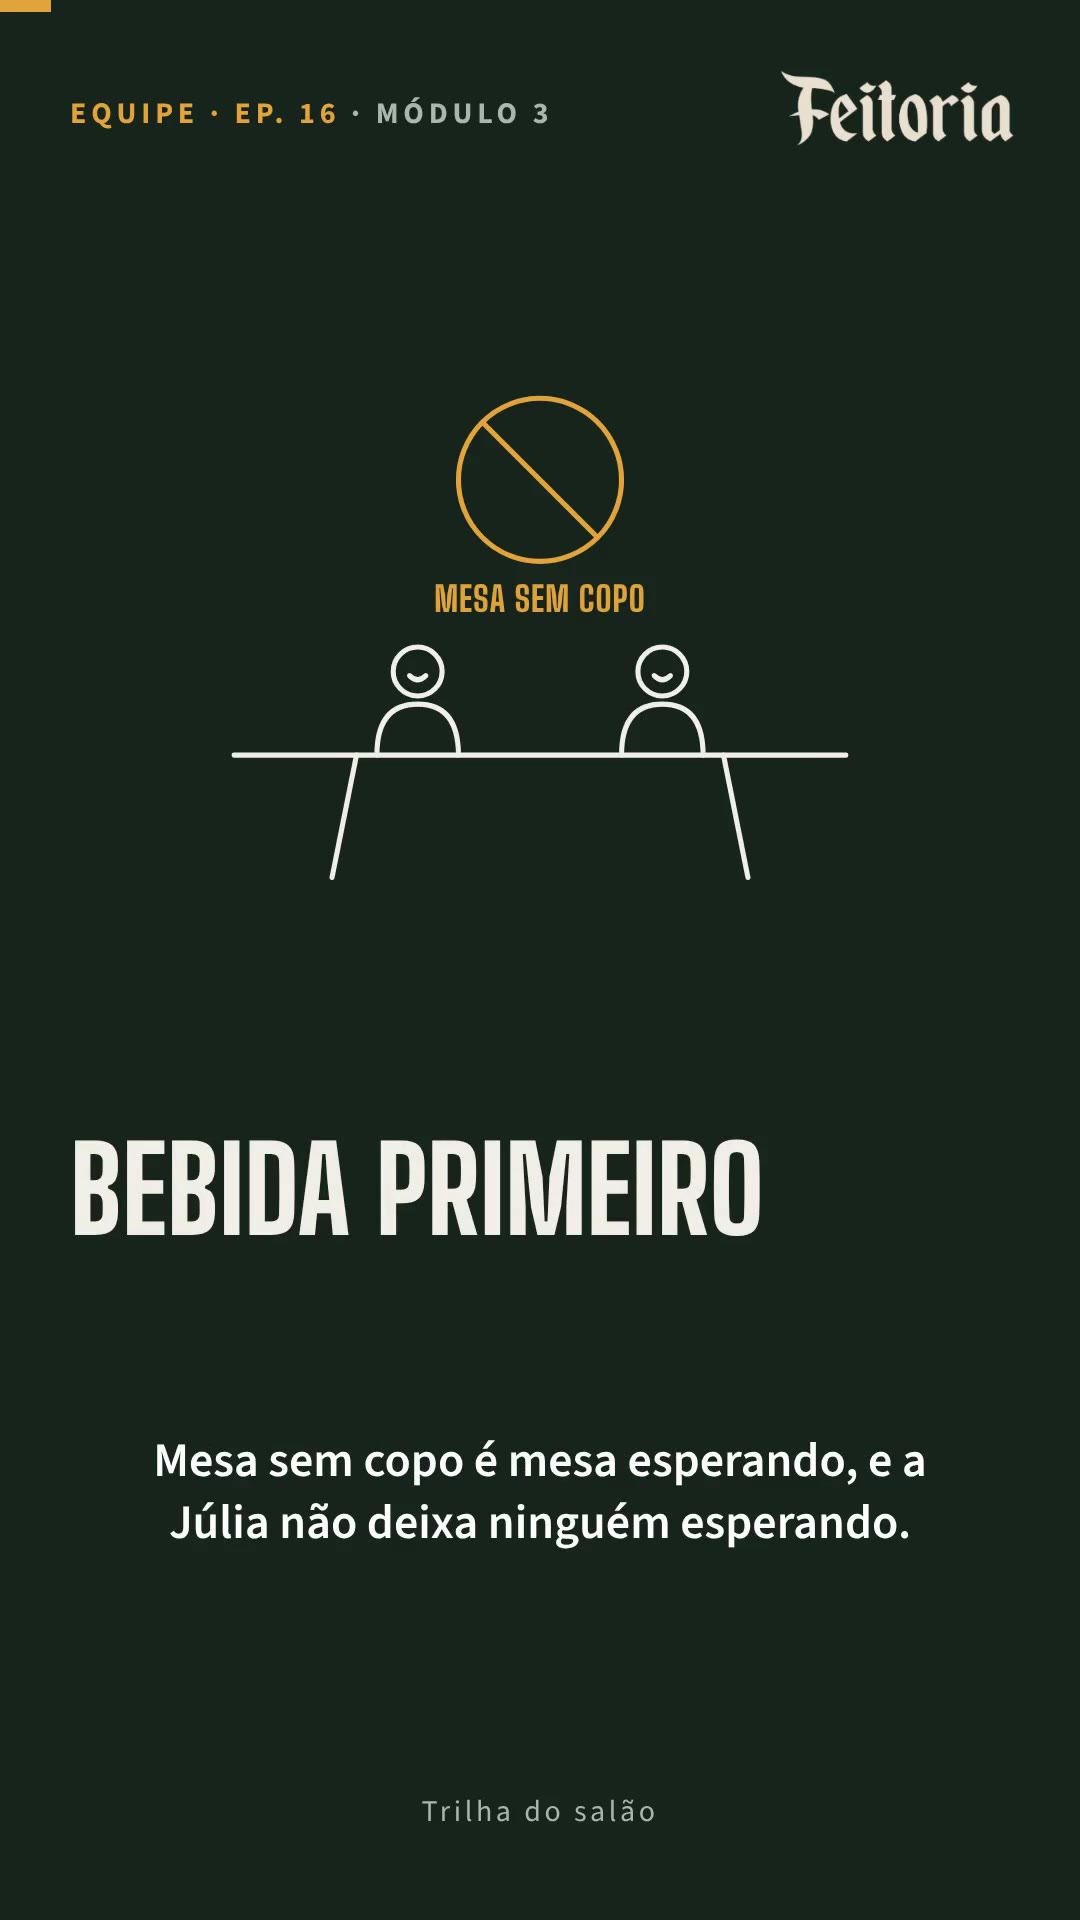 EQUIPE · EP. 16 · MÓDULO 3
Feitoria
MESA SEM COPO
BEBIDA PRIMEIRO
Mesa sem copo é mesa esperando, e a
Júlia não deixa ninguém esperando.
Trilha do salão